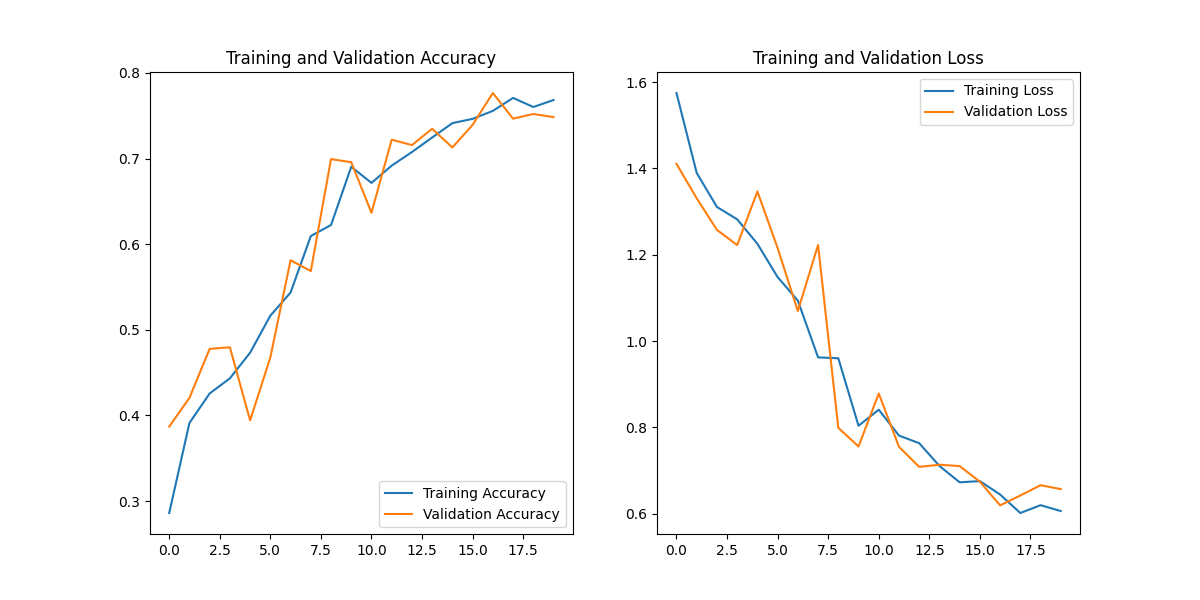 Training and Validation Accuracy
0.8
0.7
0.6
0.5
0.4
0.3
0.0 2.5 5.0 7.5 10.0 12.5 15.0 17.5
Training Accuracy
Validation Accuracy
Training and Validation Loss
1.6
1.4
1.2
1.0
0.8
0.6
0.0 2.5 5.0 7.5 10.0 12.5 15.0 17.5
Training Loss
Validation Loss